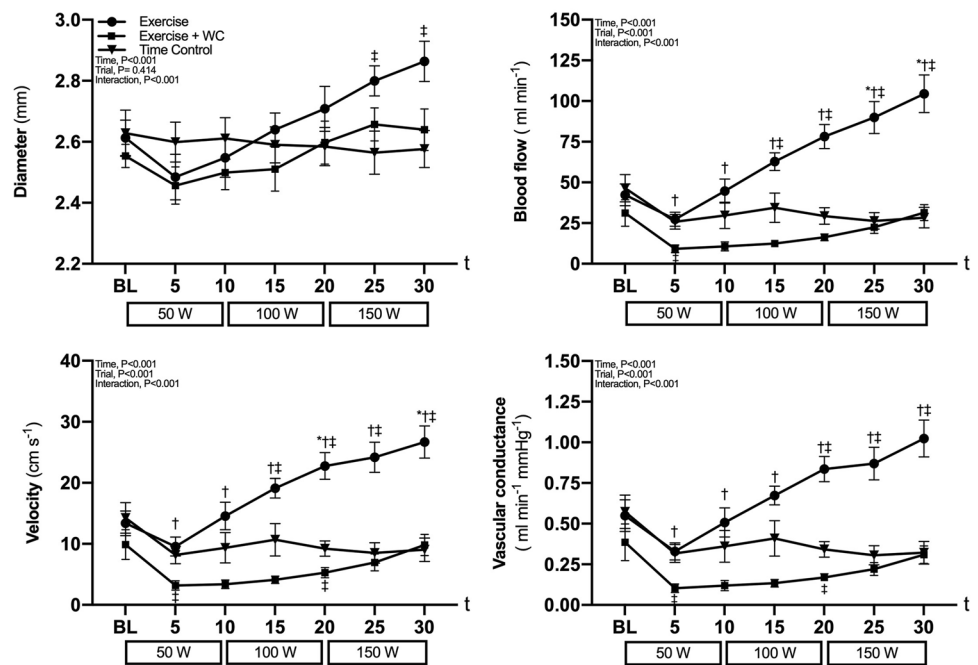 Diameter (mm)
3.0
2.8
2.6
2.4
2.2
Exercise
Exercise + WC
Time Control
Time, P<0.001
Trial, P= 0.414
Interaction, P<0.001
‡ ‡
BL 5 10 15 20 25 30 t
50 W 100 W 150 W
Blood flow ( ml min⁻¹)
150
125
100
75
50
25
0
Time, P<0.001
Trial, P<0.001
Interaction, P<0.001
† † †‡ †‡ *†‡ *†‡
‡
BL 5 10 15 20 25 30 t
50 W 100 W 150 W
Velocity (cm s⁻¹)
40
30
20
10
0
Time, P<0.001
Trial, P<0.001
Interaction, P<0.001
† † †‡ *†‡ †‡ *†‡
‡ ‡
BL 5 10 15 20 25 30 t
50 W 100 W 150 W
Vascular conductance
( ml min⁻¹ mmHg⁻¹)
1.50
1.25
1.00
0.75
0.50
0.25
0.00
Time, P<0.001
Trial, P<0.001
Interaction, P<0.001
† † † †‡ †‡ †‡
‡ ‡
BL 5 10 15 20 25 30 t
50 W 100 W 150 W